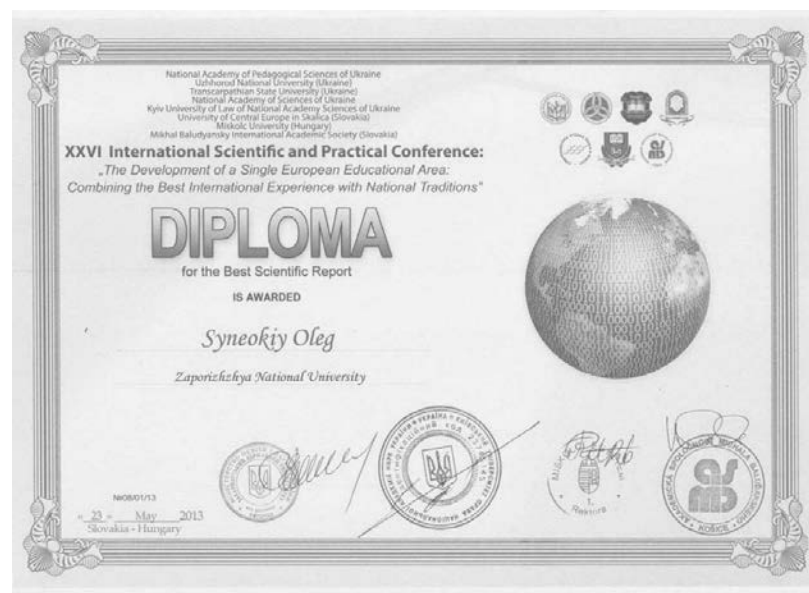 National Academy of Pedagogical Sciences of Ukraine
Uzhhorod National University (Ukraine)
Transcarpathian State University (Ukraine)
National Academy of Sciences of Ukraine
Kyiv University of Law of National Academy Sciences of Ukraine
University of Central Europe in Skalica (Slovakia)
Miskolc University (Hungary)
Mikhal Baludyansky International Academic Society (Slovakia)
XXVI International Scientific and Practical Conference:
„The Development of a Single European Educational Area:
Combining the Best International Experience with National Traditions"
DIPLOMA
for the Best Scientific Report
IS AWARDED
Syneokiy Oleg
Zaporizhzhya National University
№08/01/13
« 23 » May 2013
Slovakia - Hungary
1.
Rektora
KOŠICE